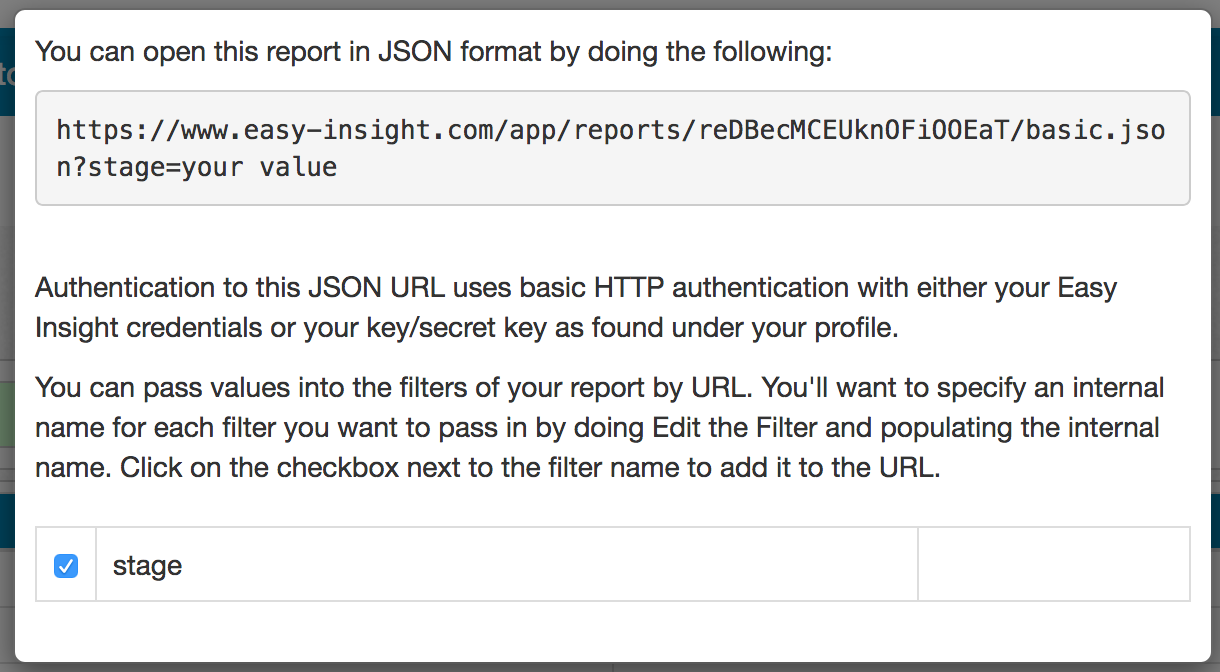 You can open this report in JSON format by doing the following:
https://www.easy-insight.com/app/reports/reDBecMCEUknOFiOOEaT/basic.jso
n?stage=your value
Authentication to this JSON URL uses basic HTTP authentication with either your Easy
Insight credentials or your key/secret key as found under your profile.
You can pass values into the filters of your report by URL. You'll want to specify an internal
name for each filter you want to pass in by doing Edit the Filter and populating the internal
name. Click on the checkbox next to the filter name to add it to the URL.
stage